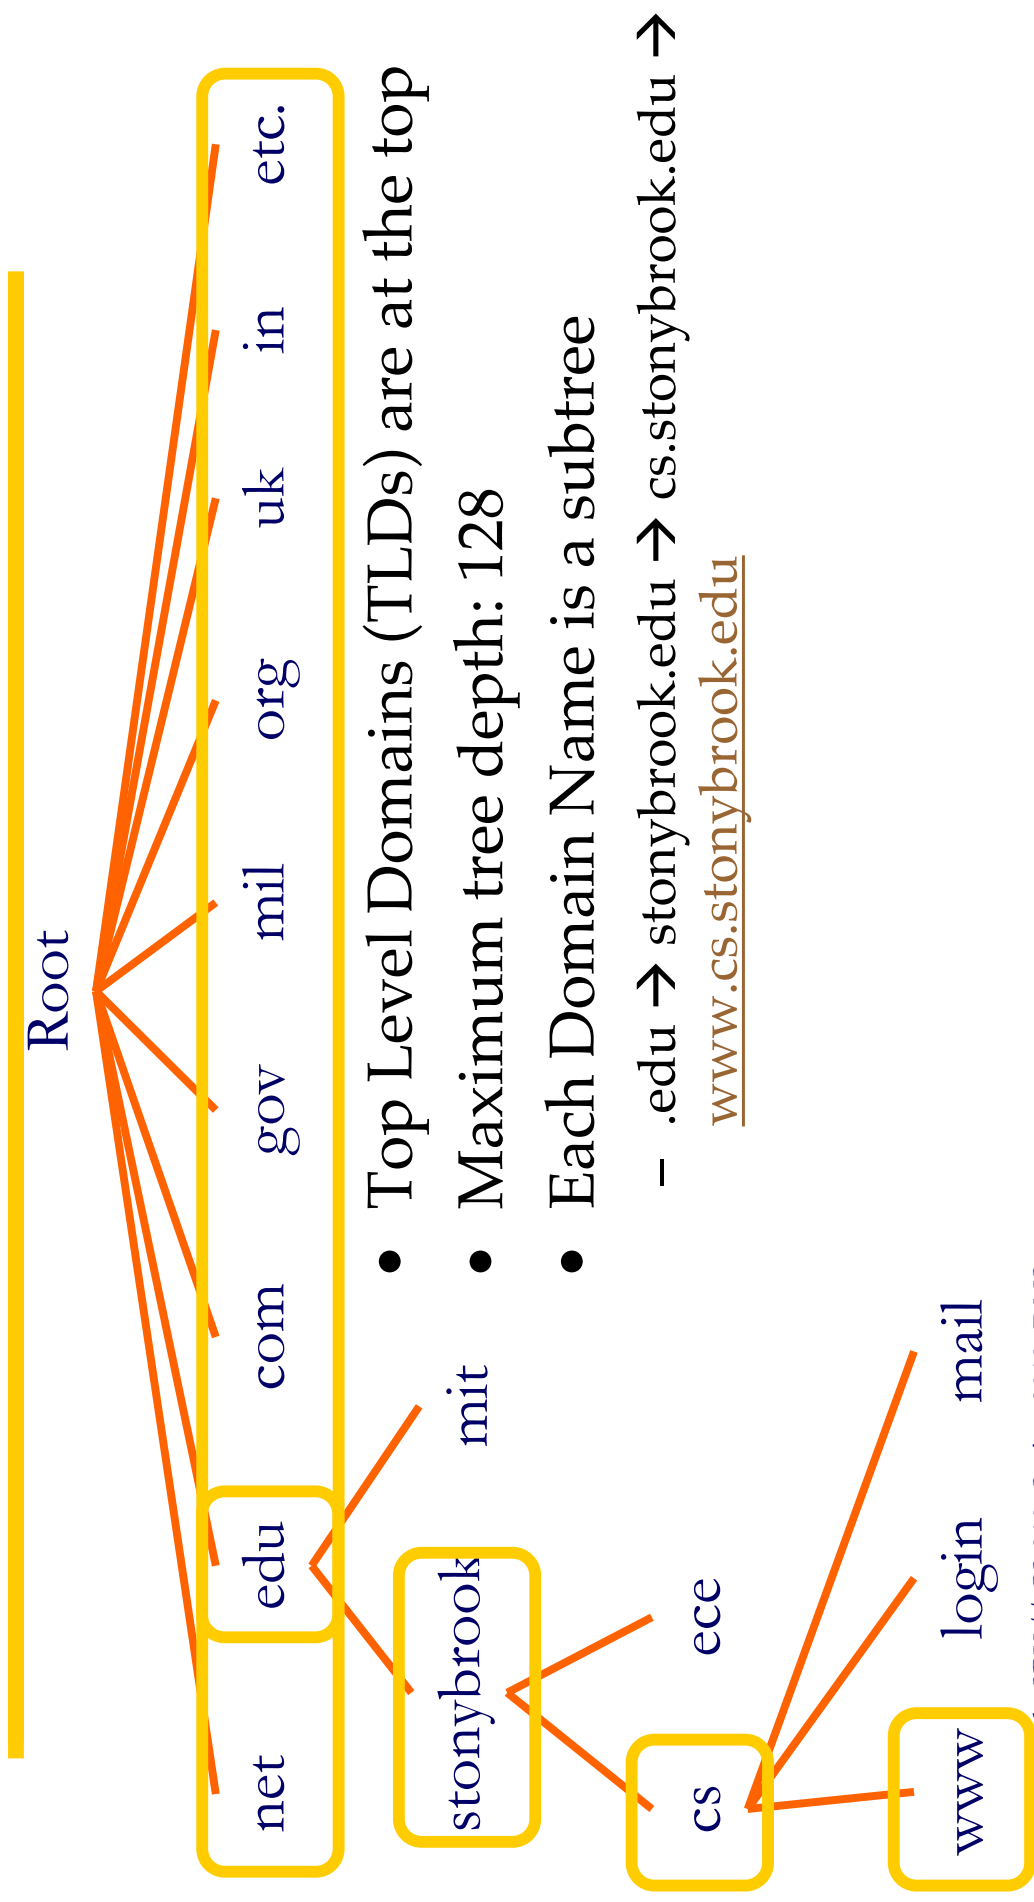 Root
net edu com gov mil org uk in etc.
• Top Level Domains (TLDs) are at the top
stonybrook mit
• Maximum tree depth: 128
• Each Domain Name is a subtree
– .edu → stonybrook.edu → cs.stonybrook.edu →
www.cs.stonybrook.edu
cs ece
www login mail